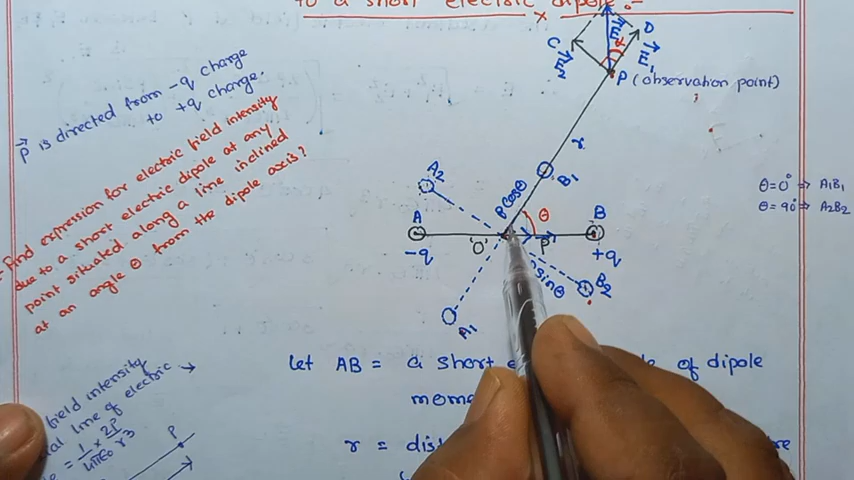 to a short electric dipole :-
p is directed from -q charge
to +q charge.
Find expression for electric field intensity
due to a short electric dipole at any
point situated along a line inclined
at an angle θ from the dipole axis?
C
E
D
E₂
α
E₁
P (observation point)
r
A₂
B₁
PCosθ
θ
A
B
-q
'O'
P
+q
sinθ
B₂
A₁
θ=0° => A₁B₁
θ=90° => A₂B₂
Let AB = a short of dipole
r =
field intensity
line of electric
= 1/4πε₀ × 2P/r³
P